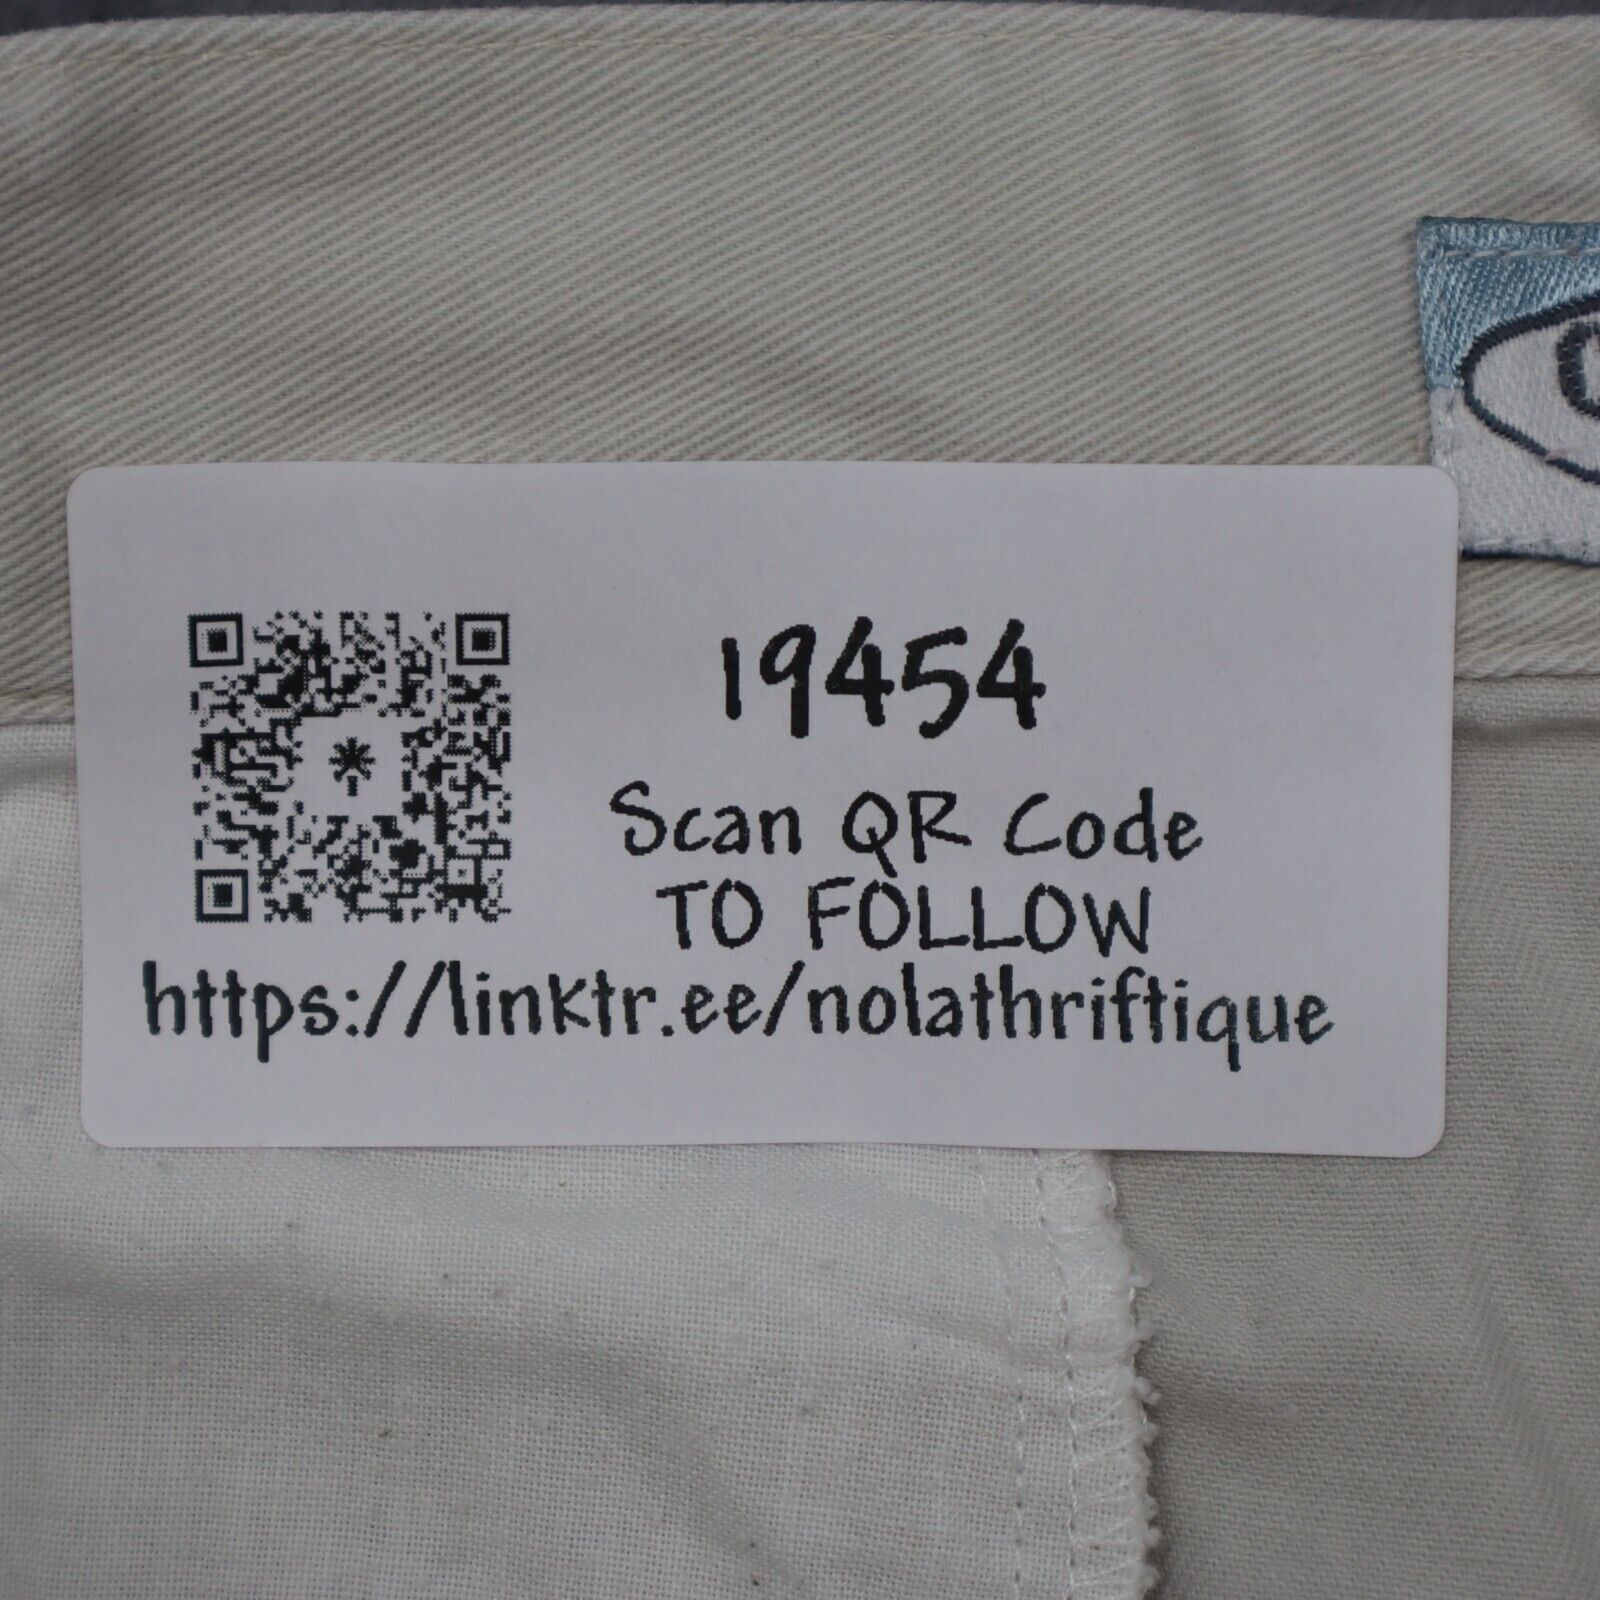 19454
Scan QR Code
TO FOLLOW
https://linktr.ee/nolathriftique